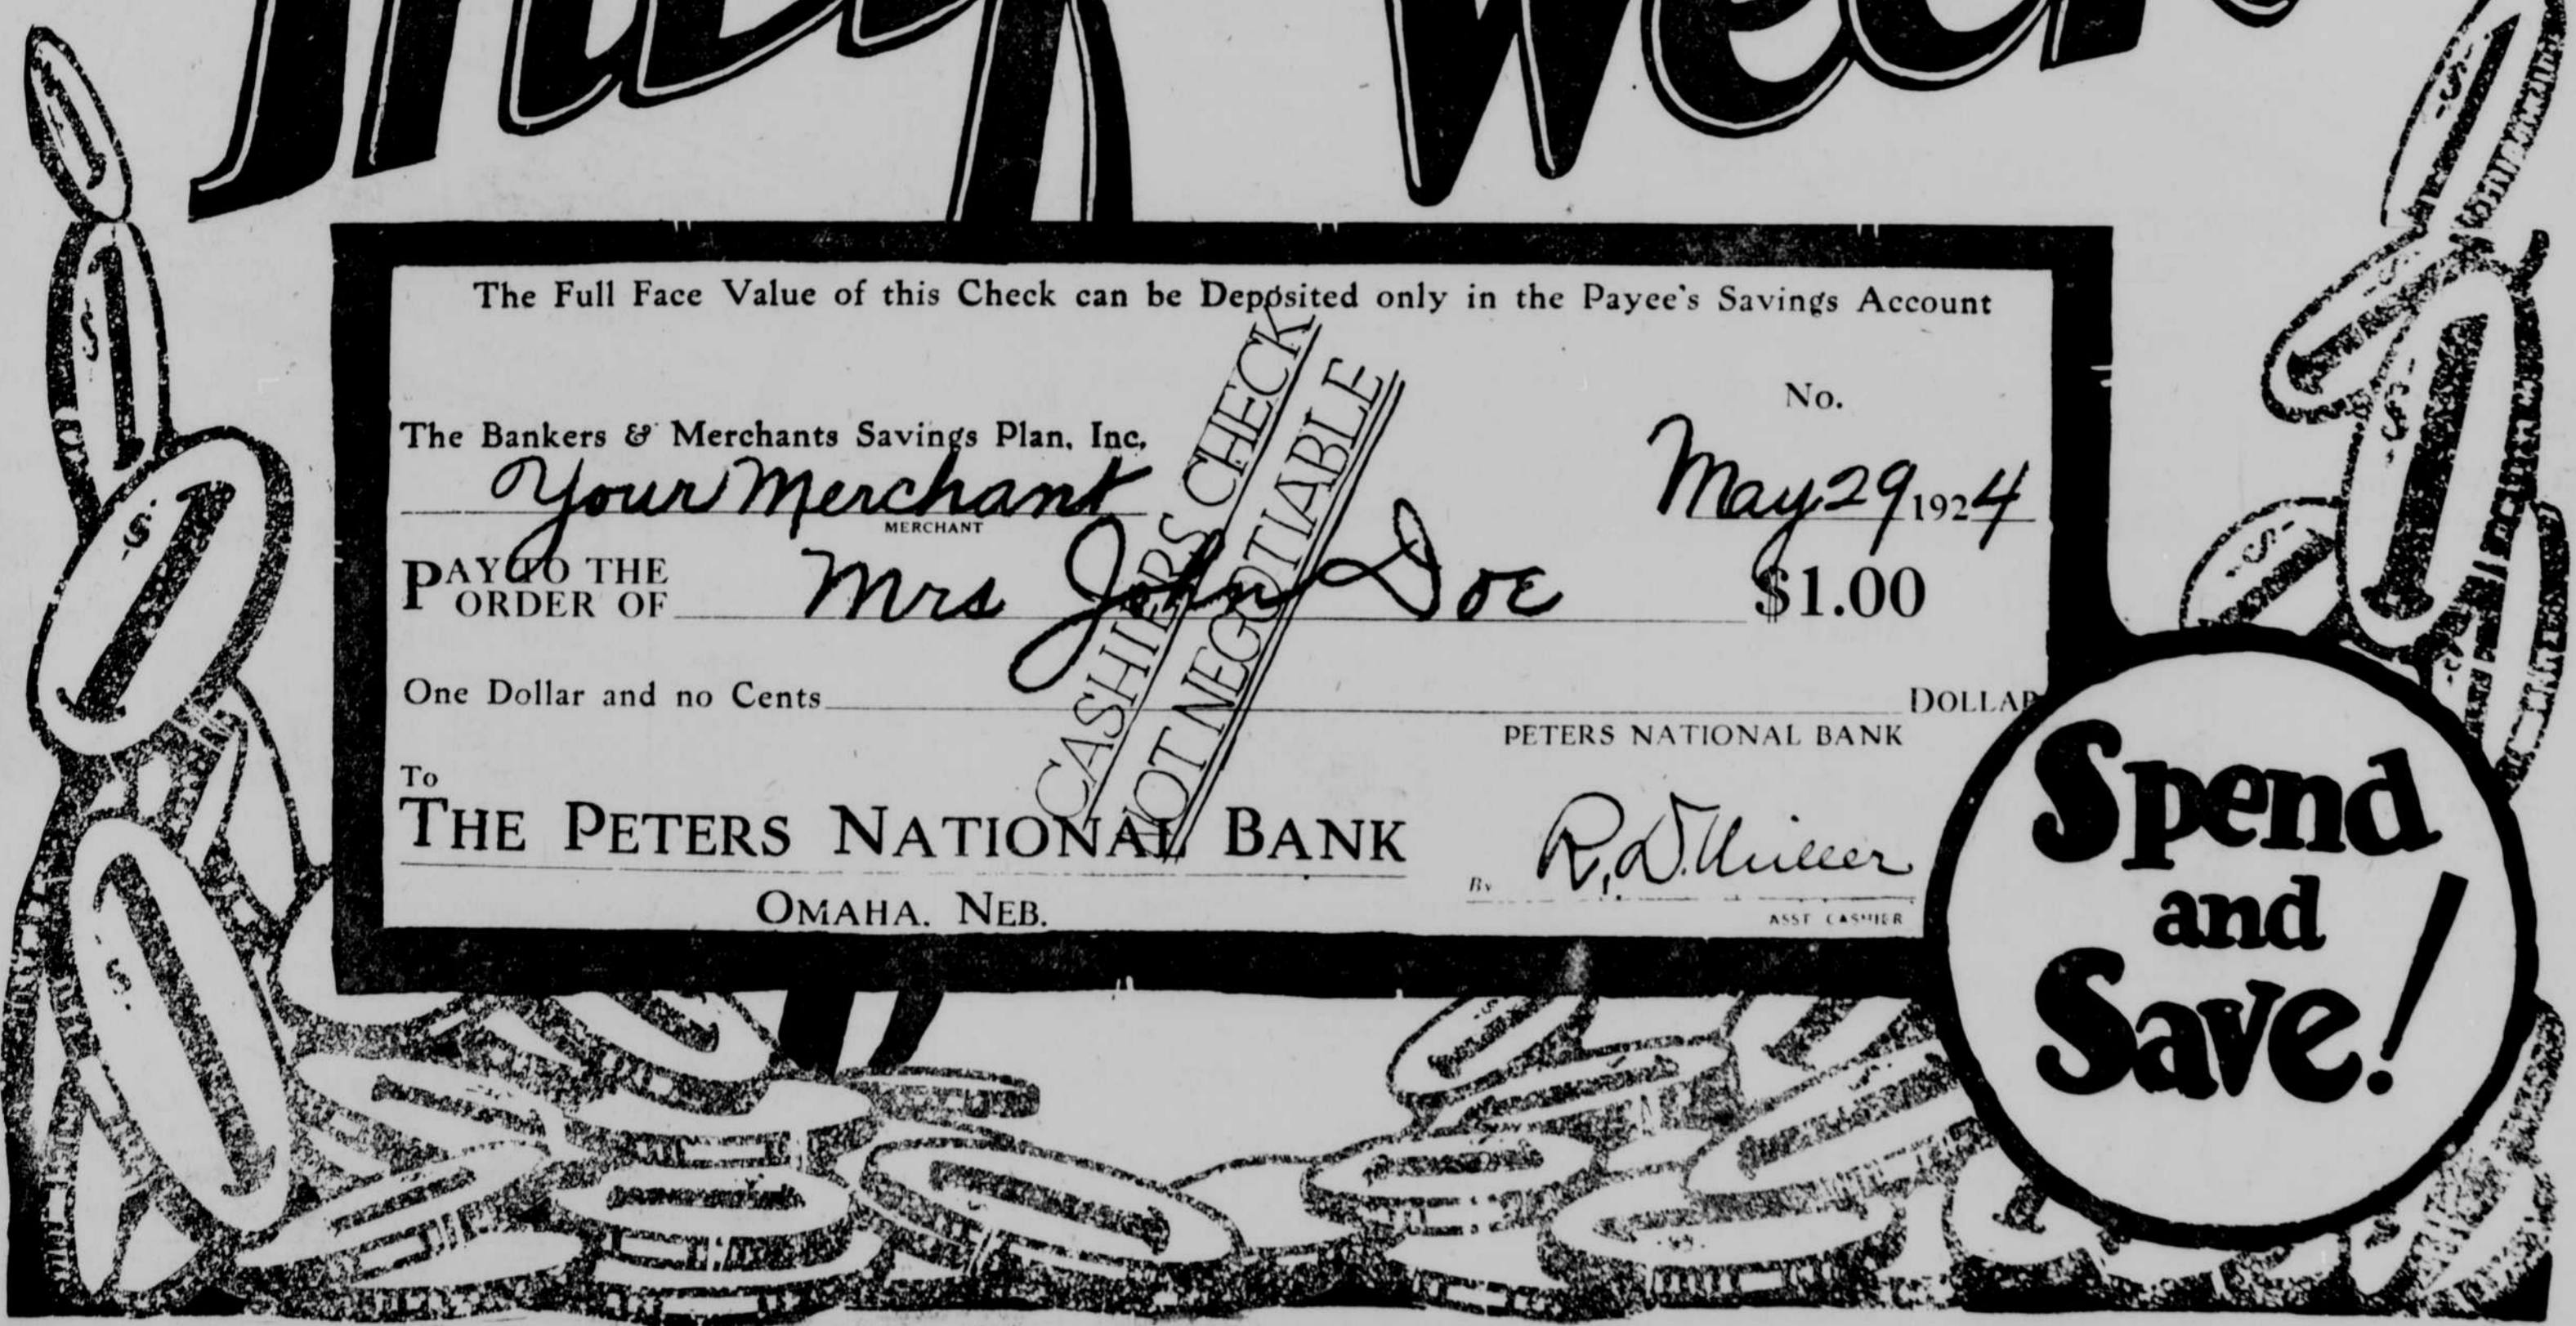 The Full Face Value of this Check can be Deposited only in the Payee's Savings Account
No.
The Bankers & Merchants Savings Plan, Inc.
Your Merchant
MERCHANT
May 29 1924
PAY TO THE
ORDER OF
Mrs John Doe
$1.00
CASHIERS CHECK
NOT NEGOTIABLE
One Dollar and no Cents
DOLLAR
PETERS NATIONAL BANK
To
THE PETERS NATIONAL BANK
OMAHA. NEB.
By R. D. Miller
ASST CASHIER
Spend
and
Save!